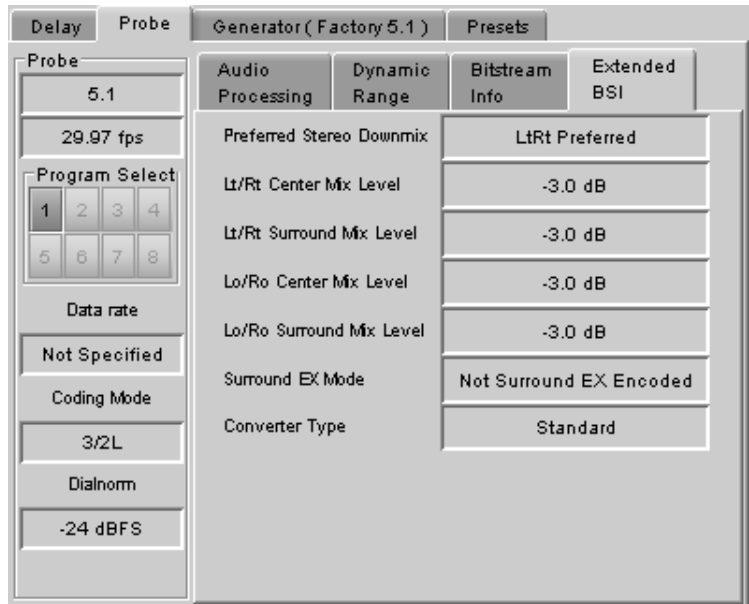 Delay
Probe
Generator ( Factory 5.1 )
Presets
Probe
5.1
29.97 fps
Program Select
1 2 3 4
5 6 7 8
Data rate
Not Specified
Coding Mode
3/2L
Dialnorm
-24 dBFS
Audio
Processing
Dynamic
Range
Bitstream
Info
Extended
BSI
Preferred Stereo Downmix
LtRt Preferred
Lt/Rt Center Mix Level
-3.0 dB
Lt/Rt Surround Mix Level
-3.0 dB
Lo/Ro Center Mix Level
-3.0 dB
Lo/Ro Surround Mix Level
-3.0 dB
Surround EX Mode
Not Surround EX Encoded
Converter Type
Standard